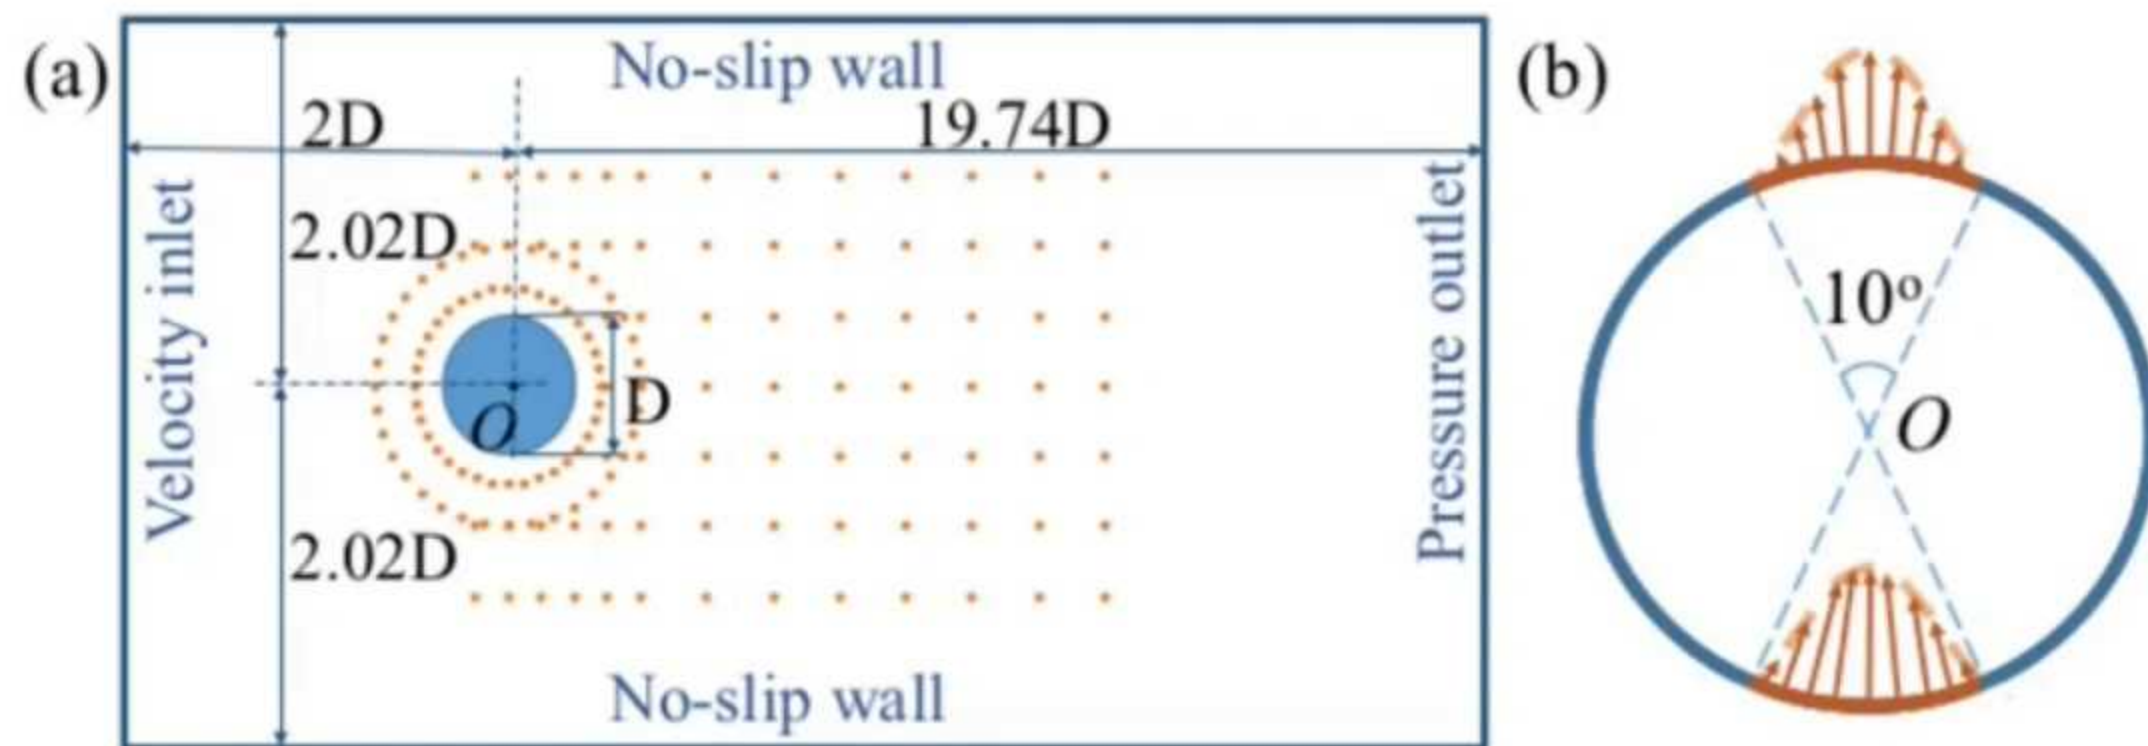 (a)
No-slip wall
(b)
2D
19.74D
Velocity inlet
2.02D
Pressure outlet
10°
O
D
O
2.02D
No-slip wall